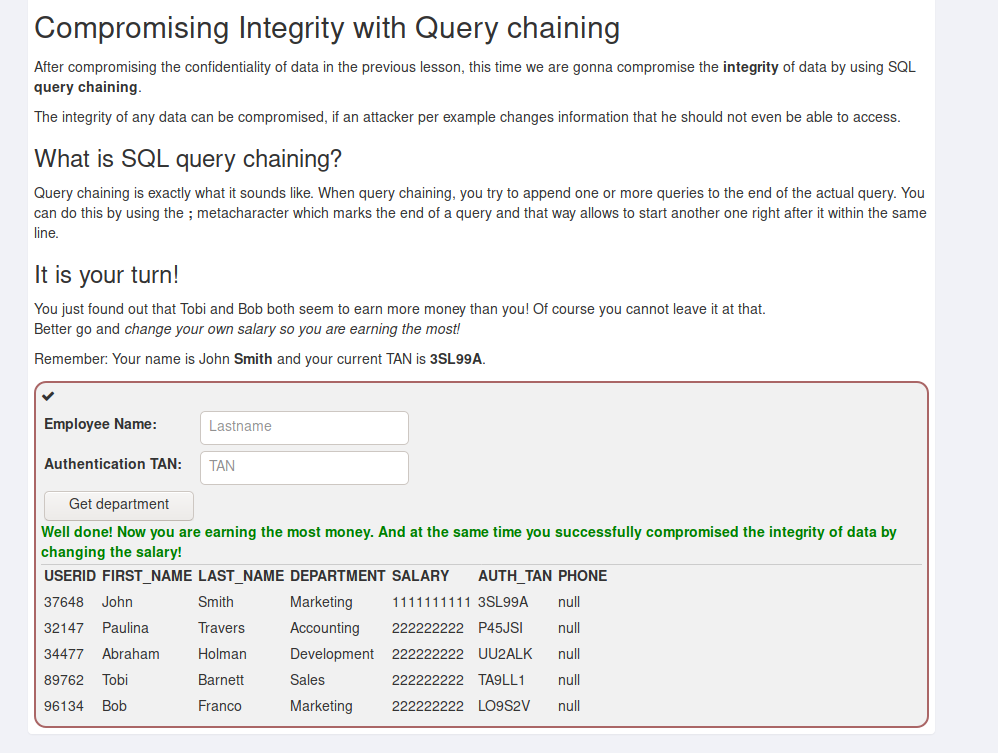 Compromising Integrity with Query chaining
After compromising the confidentiality of data in the previous lesson, this time we are gonna compromise the integrity of data by using SQL
query chaining.
The integrity of any data can be compromised, if an attacker per example changes information that he should not even be able to access.
What is SQL query chaining?
Query chaining is exactly what it sounds like. When query chaining, you try to append one or more queries to the end of the actual query. You
can do this by using the ; metacharacter which marks the end of a query and that way allows to start another one right after it within the same
line.
It is your turn!
You just found out that Tobi and Bob both seem to earn more money than you! Of course you cannot leave it at that.
Better go and change your own salary so you are earning the most!
Remember: Your name is John Smith and your current TAN is 3SL99A.
✔
Employee Name: Lastname
Authentication TAN: TAN
Get department
Well done! Now you are earning the most money. And at the same time you successfully compromised the integrity of data by
changing the salary!
USERID FIRST_NAME LAST_NAME DEPARTMENT SALARY AUTH_TAN PHONE
37648 John Smith Marketing 1111111111 3SL99A null
32147 Paulina Travers Accounting 222222222 P45JSI null
34477 Abraham Holman Development 222222222 UU2ALK null
89762 Tobi Barnett Sales 222222222 TA9LL1 null
96134 Bob Franco Marketing 222222222 LO9S2V null